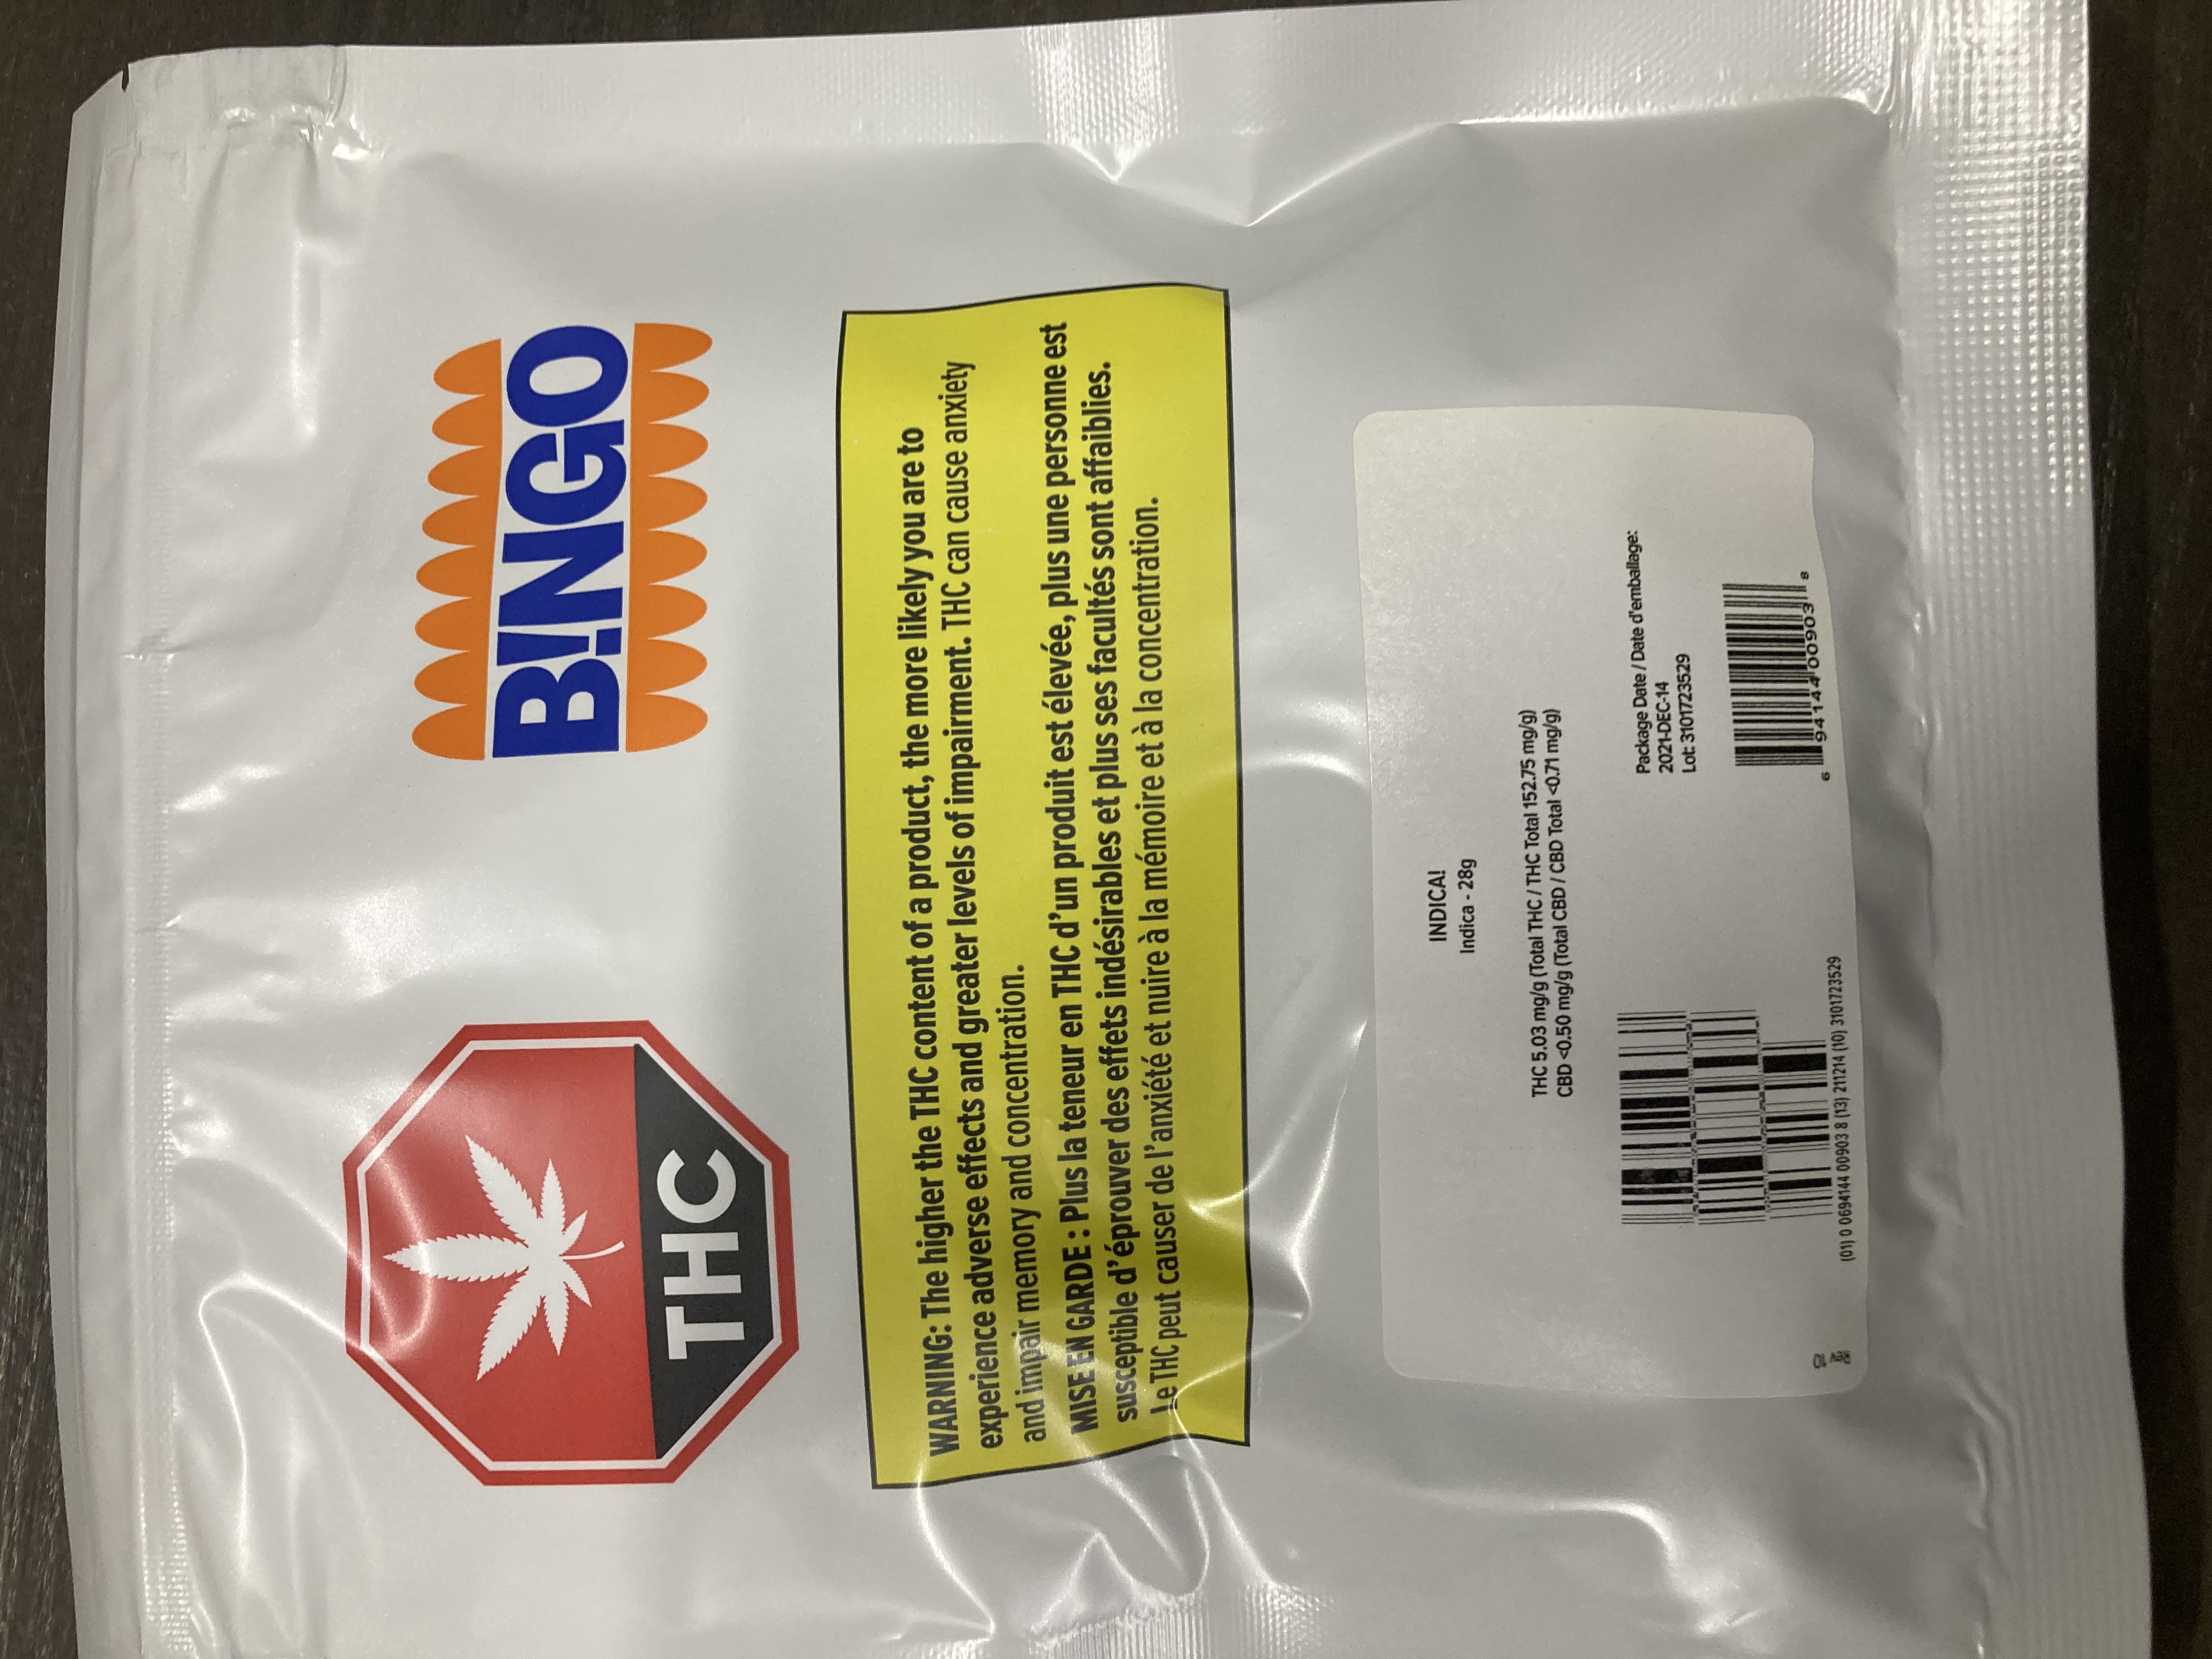 THC
B!NGO
WARNING: The higher the THC content of a product, the more likely you are to
experience adverse effects and greater levels of impairment. THC can cause anxiety
and impair memory and concentration.
MISE EN GARDE : Plus la teneur en THC d'un produit est élevée, plus une personne est
susceptible d'éprouver des effets indésirables et plus ses facultés sont affaiblies.
Le THC peut causer de l'anxiété et nuire à la mémoire et à la concentration.
INDICA!
Indica - 28g
THC 5.03 mg/g (Total THC / THC Total 152.75 mg/g)
CBD <0.50 mg/g (Total CBD / CBD Total <0.71 mg/g)
Package Date / Date d'emballage:
2021-DEC-14
Lot: 3101723529
6 94144 00903 8
Rev 10
(01) 0 0694144 00903 8 (13) 211214 (10) 3101723529